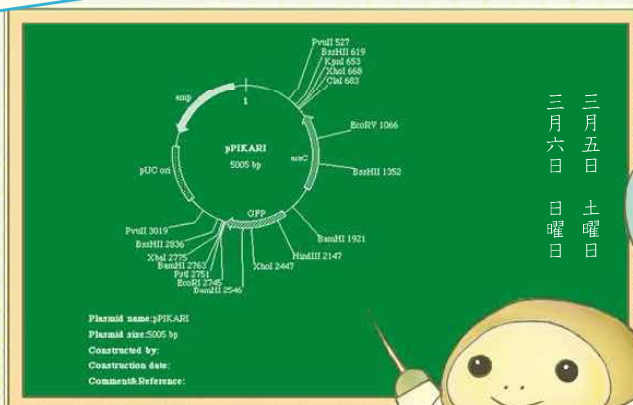 PvuII 527
BssHII 619
KpnI 653
XhoI 668
ClaI 683
amp
1
EcoRV 1066
pPIKARI
5005 bp
araC
BssHII 1352
pUC ori
GFP
BamHI 1921
PvuII 3019
BssHII 2836
XbaI 2775
BamHI 2763
PstI 2751
EcoRI 2745
BamHI 2546
XhoI 2447
HindIII 2147
Plasmid name:pPIKARI
Plasmid size:5005 bp
Constructed by:
Construction date:
Comment&Reference:
三月五日 土曜日
三月六日 日曜日